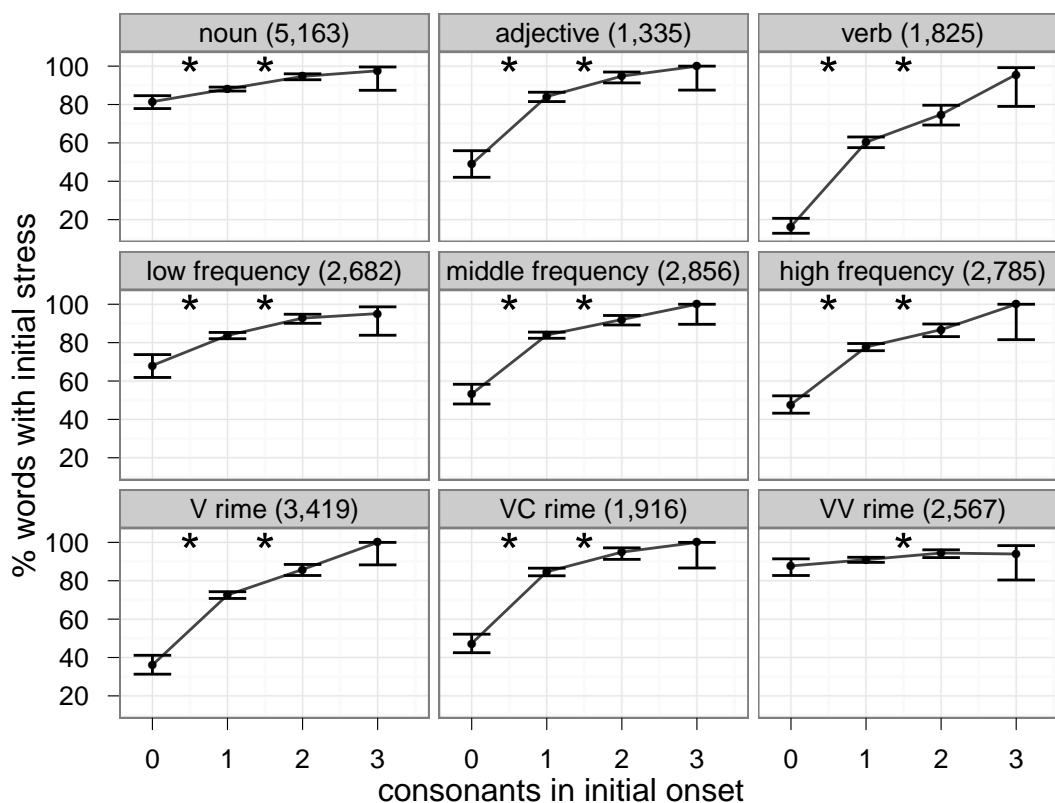 noun (5,163) adjective (1,335) verb (1,825)
100 * * * * * *
80
60
40
20
low frequency (2,682) middle frequency (2,856) high frequency (2,785)
100 * * * * * *
80
60
40
20
V rime (3,419) VC rime (1,916) VV rime (2,567)
100 * * * * *
80
60
40
20
0 1 2 3 0 1 2 3 0 1 2 3
consonants in initial onset
% words with initial stress